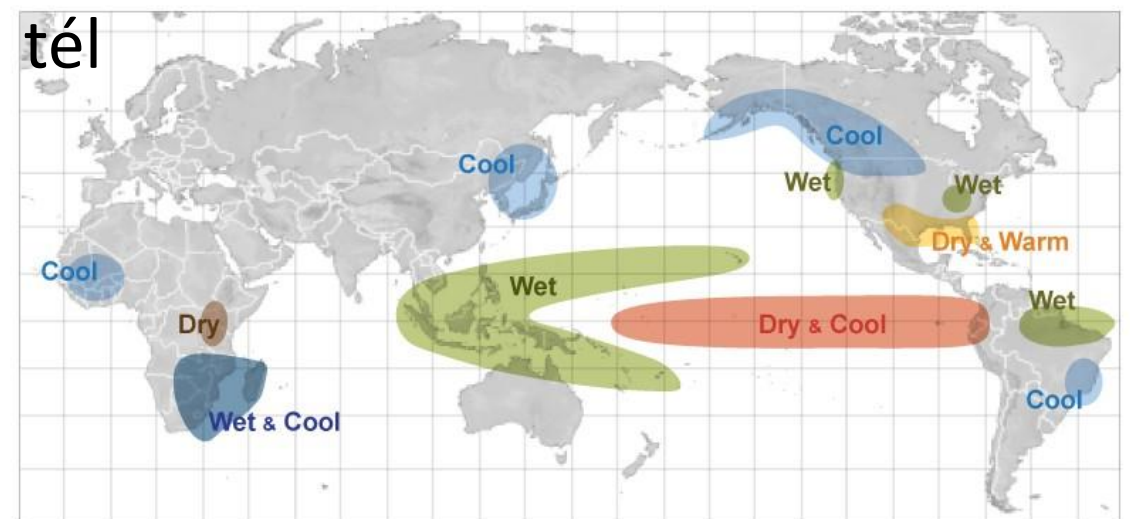 tél
Cool
Cool
Wet
Wet
Dry & Warm
Cool
Wet
Wet
Dry
Dry & Cool
Cool
Wet & Cool